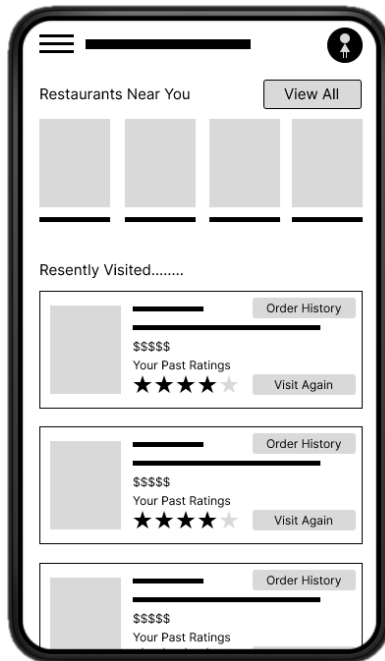 Restaurants Near You View All
Resently Visited........
Order History
$$$$$
Your Past Ratings
Visit Again
Order History
$$$$$
Your Past Ratings
Visit Again
Order History
$$$$$
Your Past Ratings